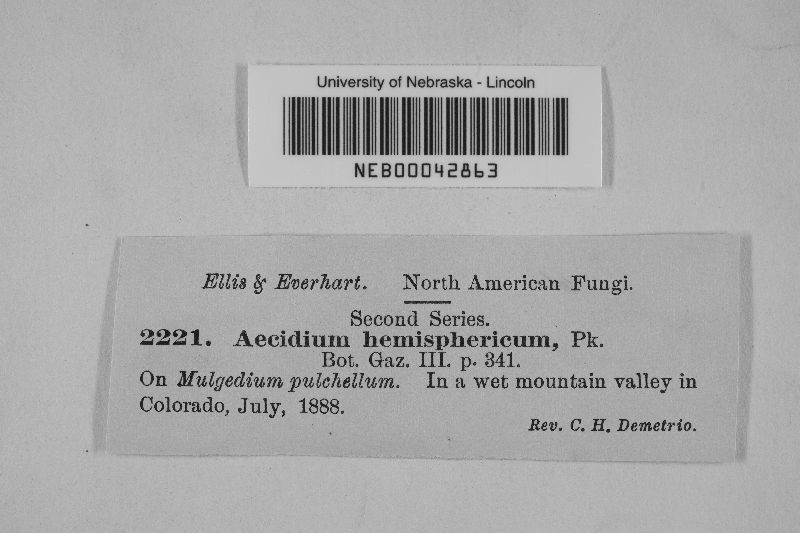 University of Nebraska - Lincoln
NEB00042863
Ellis & Everhart. North American Fungi.
Second Series.
2221. Aecidium hemisphericum, Pk.
Bot. Gaz. III. p. 341.
On Mulgedium pulchellum. In a wet mountain valley in
Colorado, July, 1888.
Rev. C. H. Demetrio.